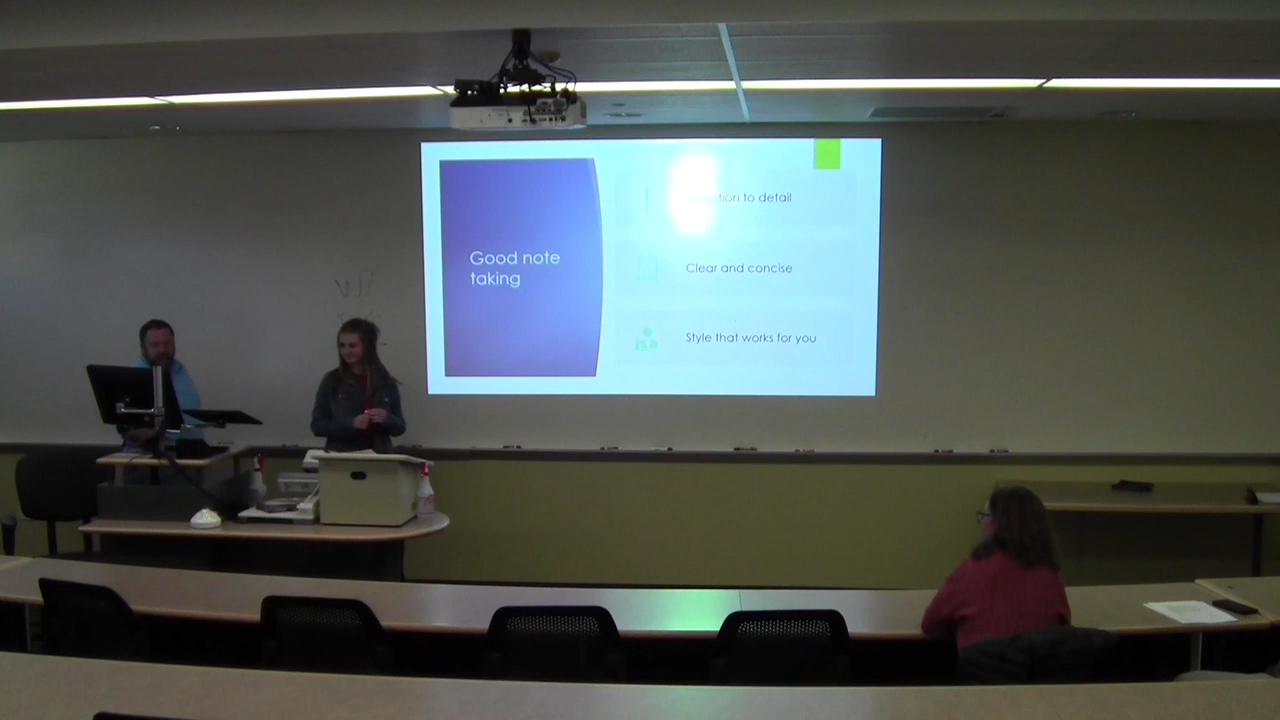 Good note
taking
tion to detail
Clear and concise
Style that works for you